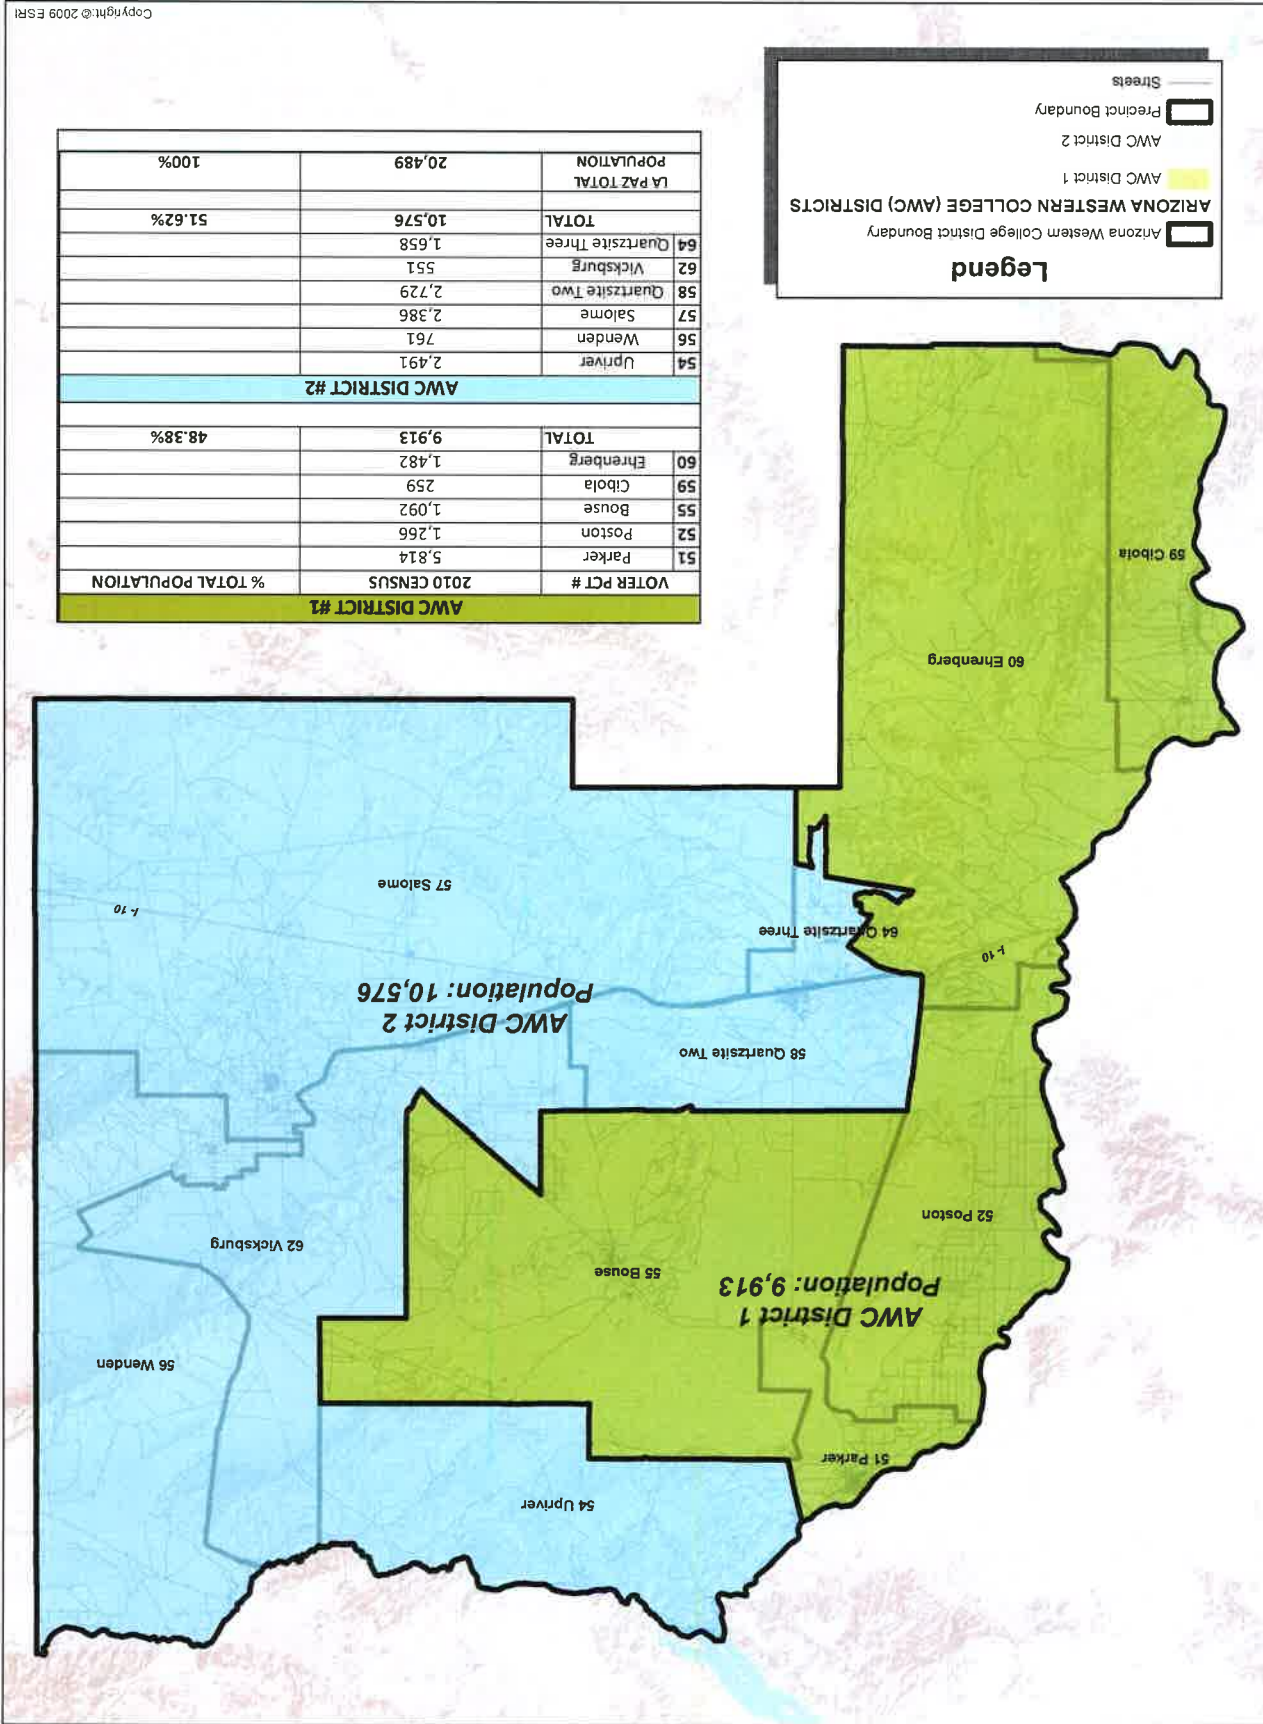 54 Upriver
51 Parker
56 Wenden
AWC District 1
Population: 9,913
55 Bouse
62 Vicksburg
52 Poston
58 Quartzsite Two
AWC District 2
Population: 10,576
I- 10
64 Quartzsite Three
I- 10
57 Salome
60 Ehrenberg
59 Cibola
AWC DISTRICT #1
VOTER PCT # 2010 CENSUS % TOTAL POPULATION
51 Parker 5,814
52 Poston 1,266
55 Bouse 1,092
59 Cibola 259
60 Ehrenberg 1,482
TOTAL 9,913 48.38%
AWC DISTRICT #2
54 Upriver 2,491
56 Wenden 761
57 Salome 2,386
58 Quartzsite Two 2,729
62 Vicksburg 551
64 Quartzsite Three 1,658
TOTAL 10,576 51.62%
LA PAZ TOTAL
POPULATION 20,489 100%
Legend
Arizona Western College District Boundary
ARIZONA WESTERN COLLEGE (AWC) DISTRICTS
AWC District 1
AWC District 2
Precinct Boundary
Streets
Copyright:© 2009 ESRI